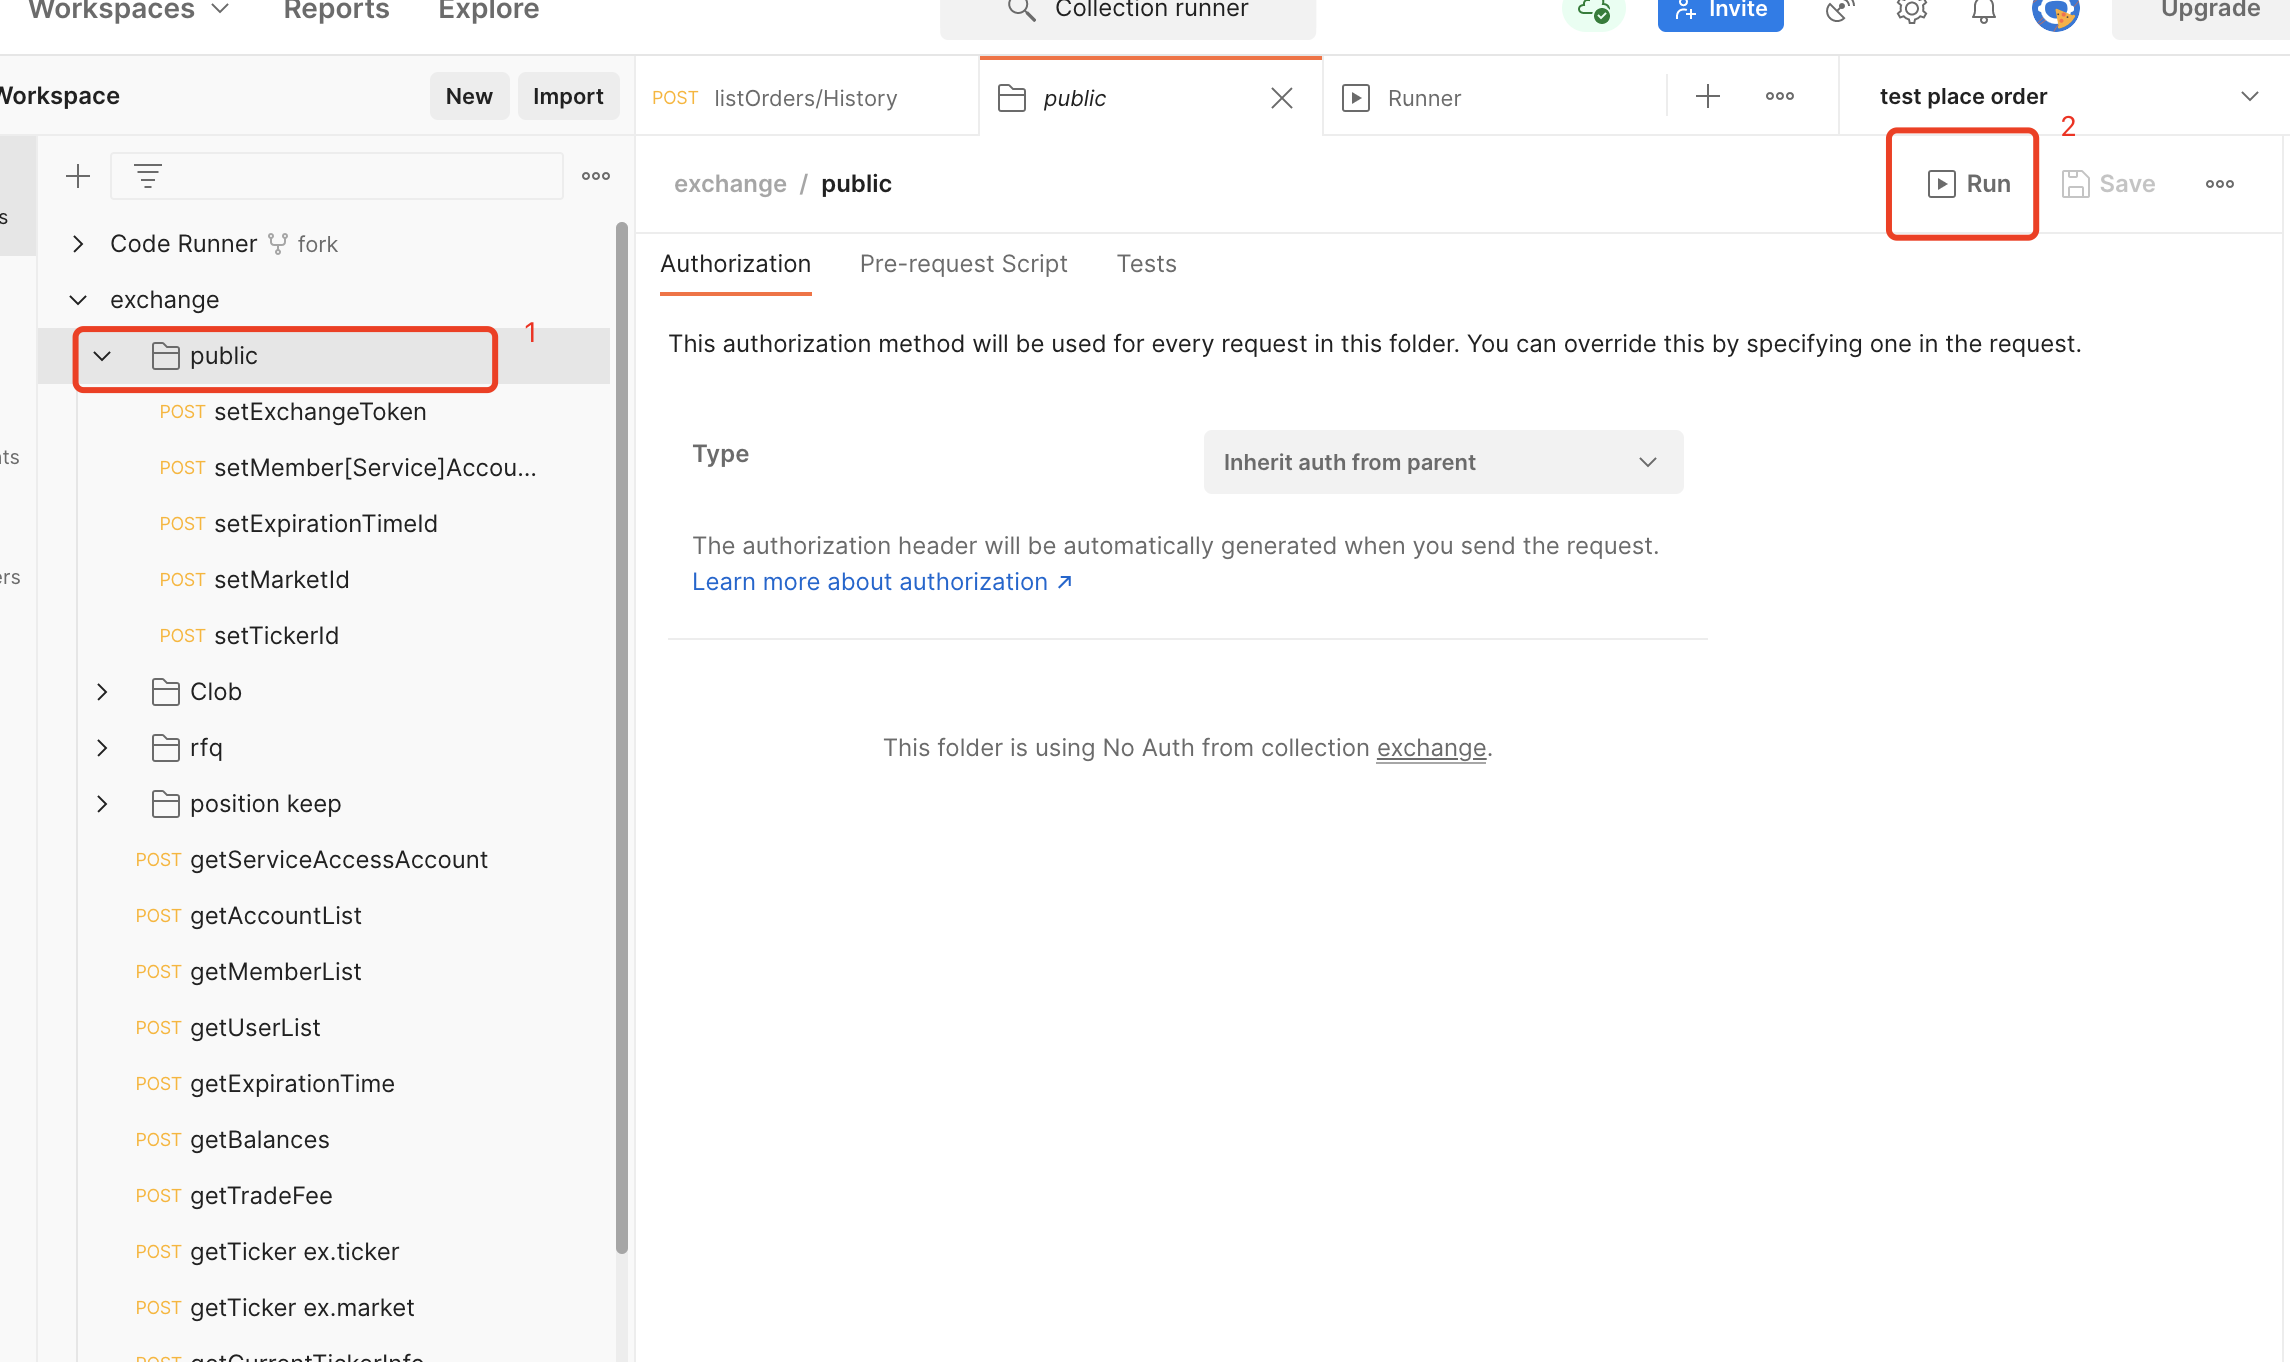 Workspaces Reports Explore Collection runner Invite Upgrade
Workspace New Import POST listOrders/History public Runner test place order
2
exchange / public Run Save
s
Code Runner fork
Authorization Pre-request Script Tests
exchange
1
public
This authorization method will be used for every request in this folder. You can override this by specifying one in the request.
POST setExchangeToken
ts
Type Inherit auth from parent
POST setMember[Service]Accou...
POST setExpirationTimeId
The authorization header will be automatically generated when you send the request.
Learn more about authorization ↗
ers
POST setMarketId
POST setTickerId
Clob
rfq
This folder is using No Auth from collection exchange.
position keep
POST getServiceAccessAccount
POST getAccountList
POST getMemberList
POST getUserList
POST getExpirationTime
POST getBalances
POST getTradeFee
POST getTicker ex.ticker
POST getTicker ex.market
POST getCurrentTickerInfo